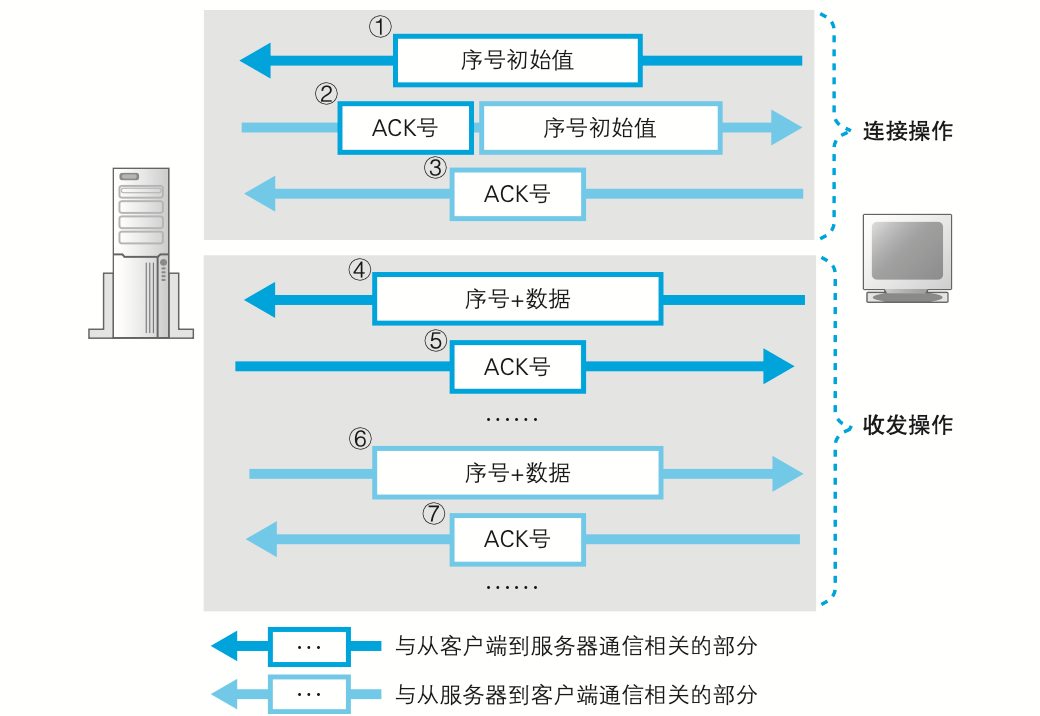 ①
序号初始值
②
ACK号
序号初始值
连接操作
③
ACK号
④
序号+数据
⑤
ACK号
……
收发操作
⑥
序号+数据
⑦
ACK号
……
… 与从客户端到服务器通信相关的部分
… 与从服务器到客户端通信相关的部分